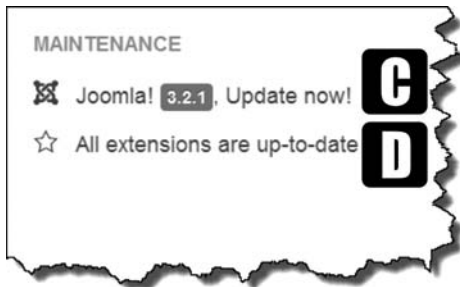 MAINTENANCE
Joomla! 3.2.1, Update now! C
All extensions are up-to-date D